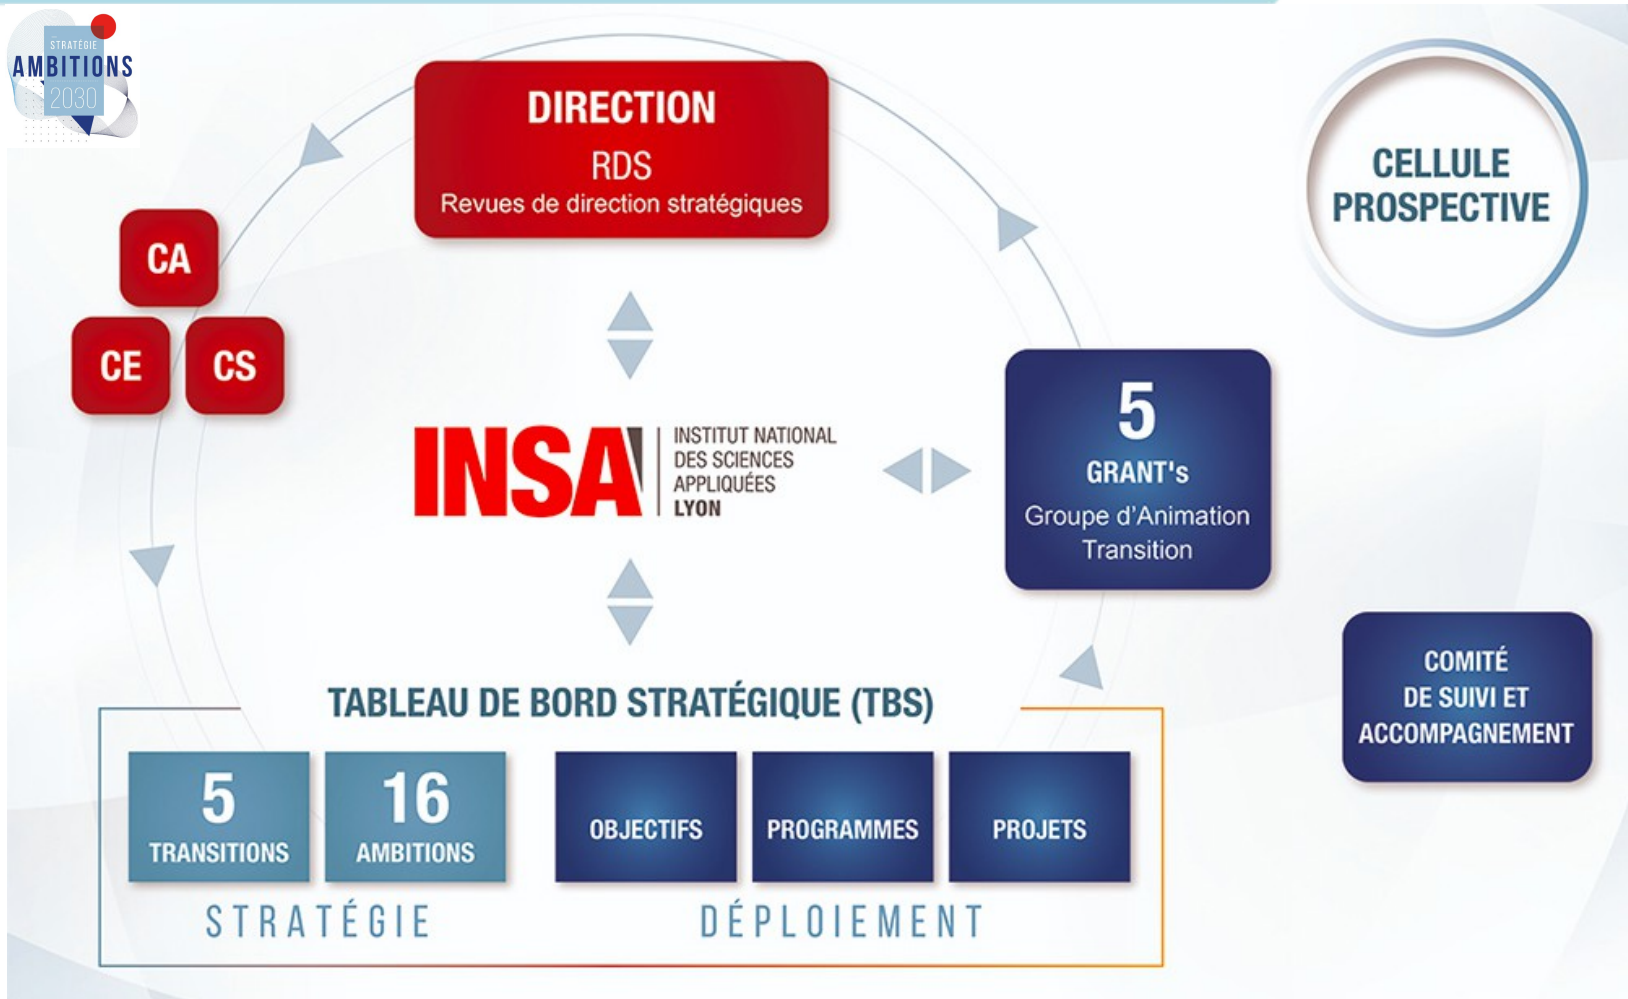 STRATÉGIE
AMBITIONS
2030
DIRECTION
RDS
Revues de direction stratégiques
CELLULE
PROSPECTIVE
CA
CE
CS
INSA
INSTITUT NATIONAL
DES SCIENCES
APPLIQUÉES
LYON
5
GRANT's
Groupe d'Animation
Transition
COMITÉ
DE SUIVI ET
ACCOMPAGNEMENT
TABLEAU DE BORD STRATÉGIQUE (TBS)
5
TRANSITIONS
16
AMBITIONS
OBJECTIFS
PROGRAMMES
PROJETS
STRATÉGIE
DÉPLOIEMENT